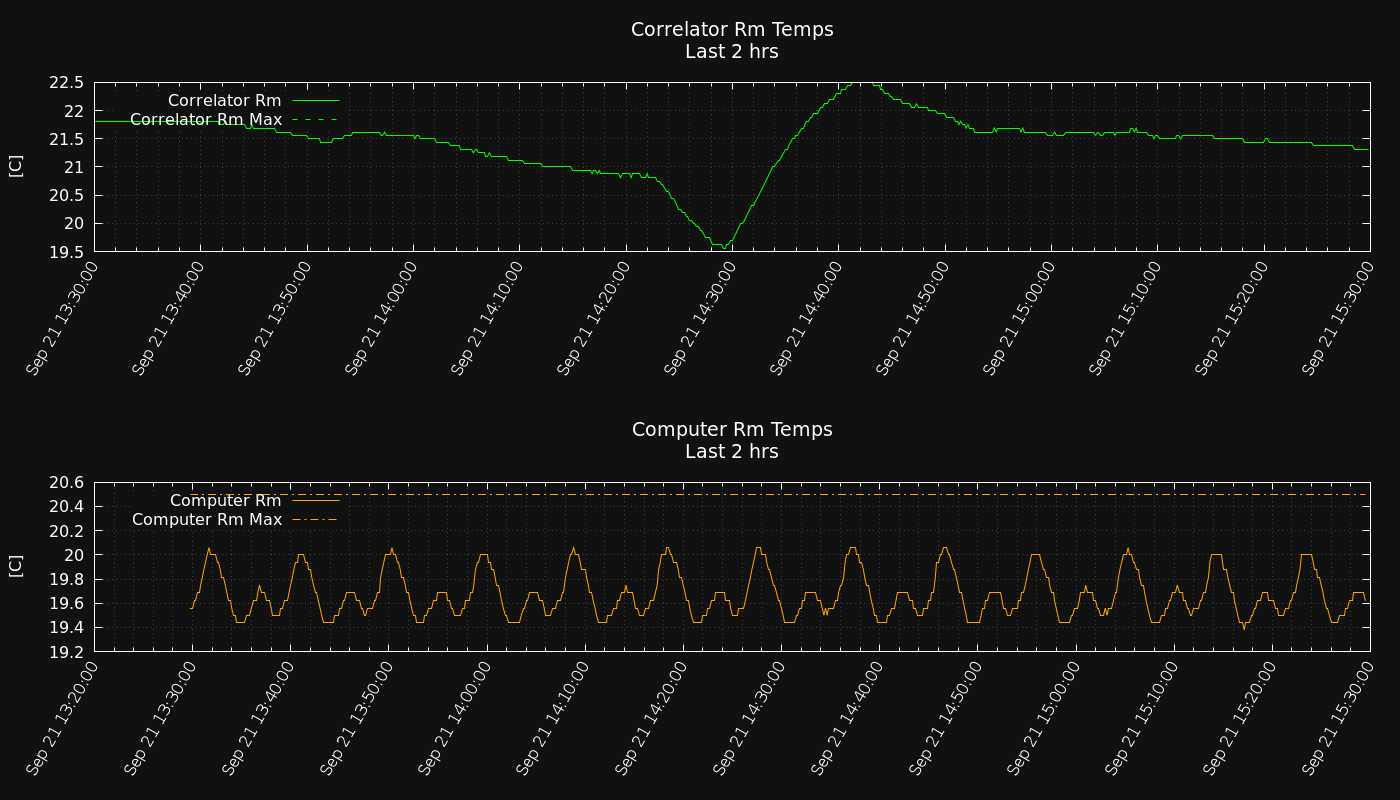 Correlator Rm Temps
Last 2 hrs
22.5
22
21.5
21
20.5
20
19.5
[C]
Correlator Rm
Correlator Rm Max
Sep 21 13:30:00
Sep 21 13:40:00
Sep 21 13:50:00
Sep 21 14:00:00
Sep 21 14:10:00
Sep 21 14:20:00
Sep 21 14:30:00
Sep 21 14:40:00
Sep 21 14:50:00
Sep 21 15:00:00
Sep 21 15:10:00
Sep 21 15:20:00
Sep 21 15:30:00
Computer Rm Temps
Last 2 hrs
20.6
20.4
20.2
20
19.8
19.6
19.4
19.2
[C]
Computer Rm
Computer Rm Max
Sep 21 13:20:00
Sep 21 13:30:00
Sep 21 13:40:00
Sep 21 13:50:00
Sep 21 14:00:00
Sep 21 14:10:00
Sep 21 14:20:00
Sep 21 14:30:00
Sep 21 14:40:00
Sep 21 14:50:00
Sep 21 15:00:00
Sep 21 15:10:00
Sep 21 15:20:00
Sep 21 15:30:00